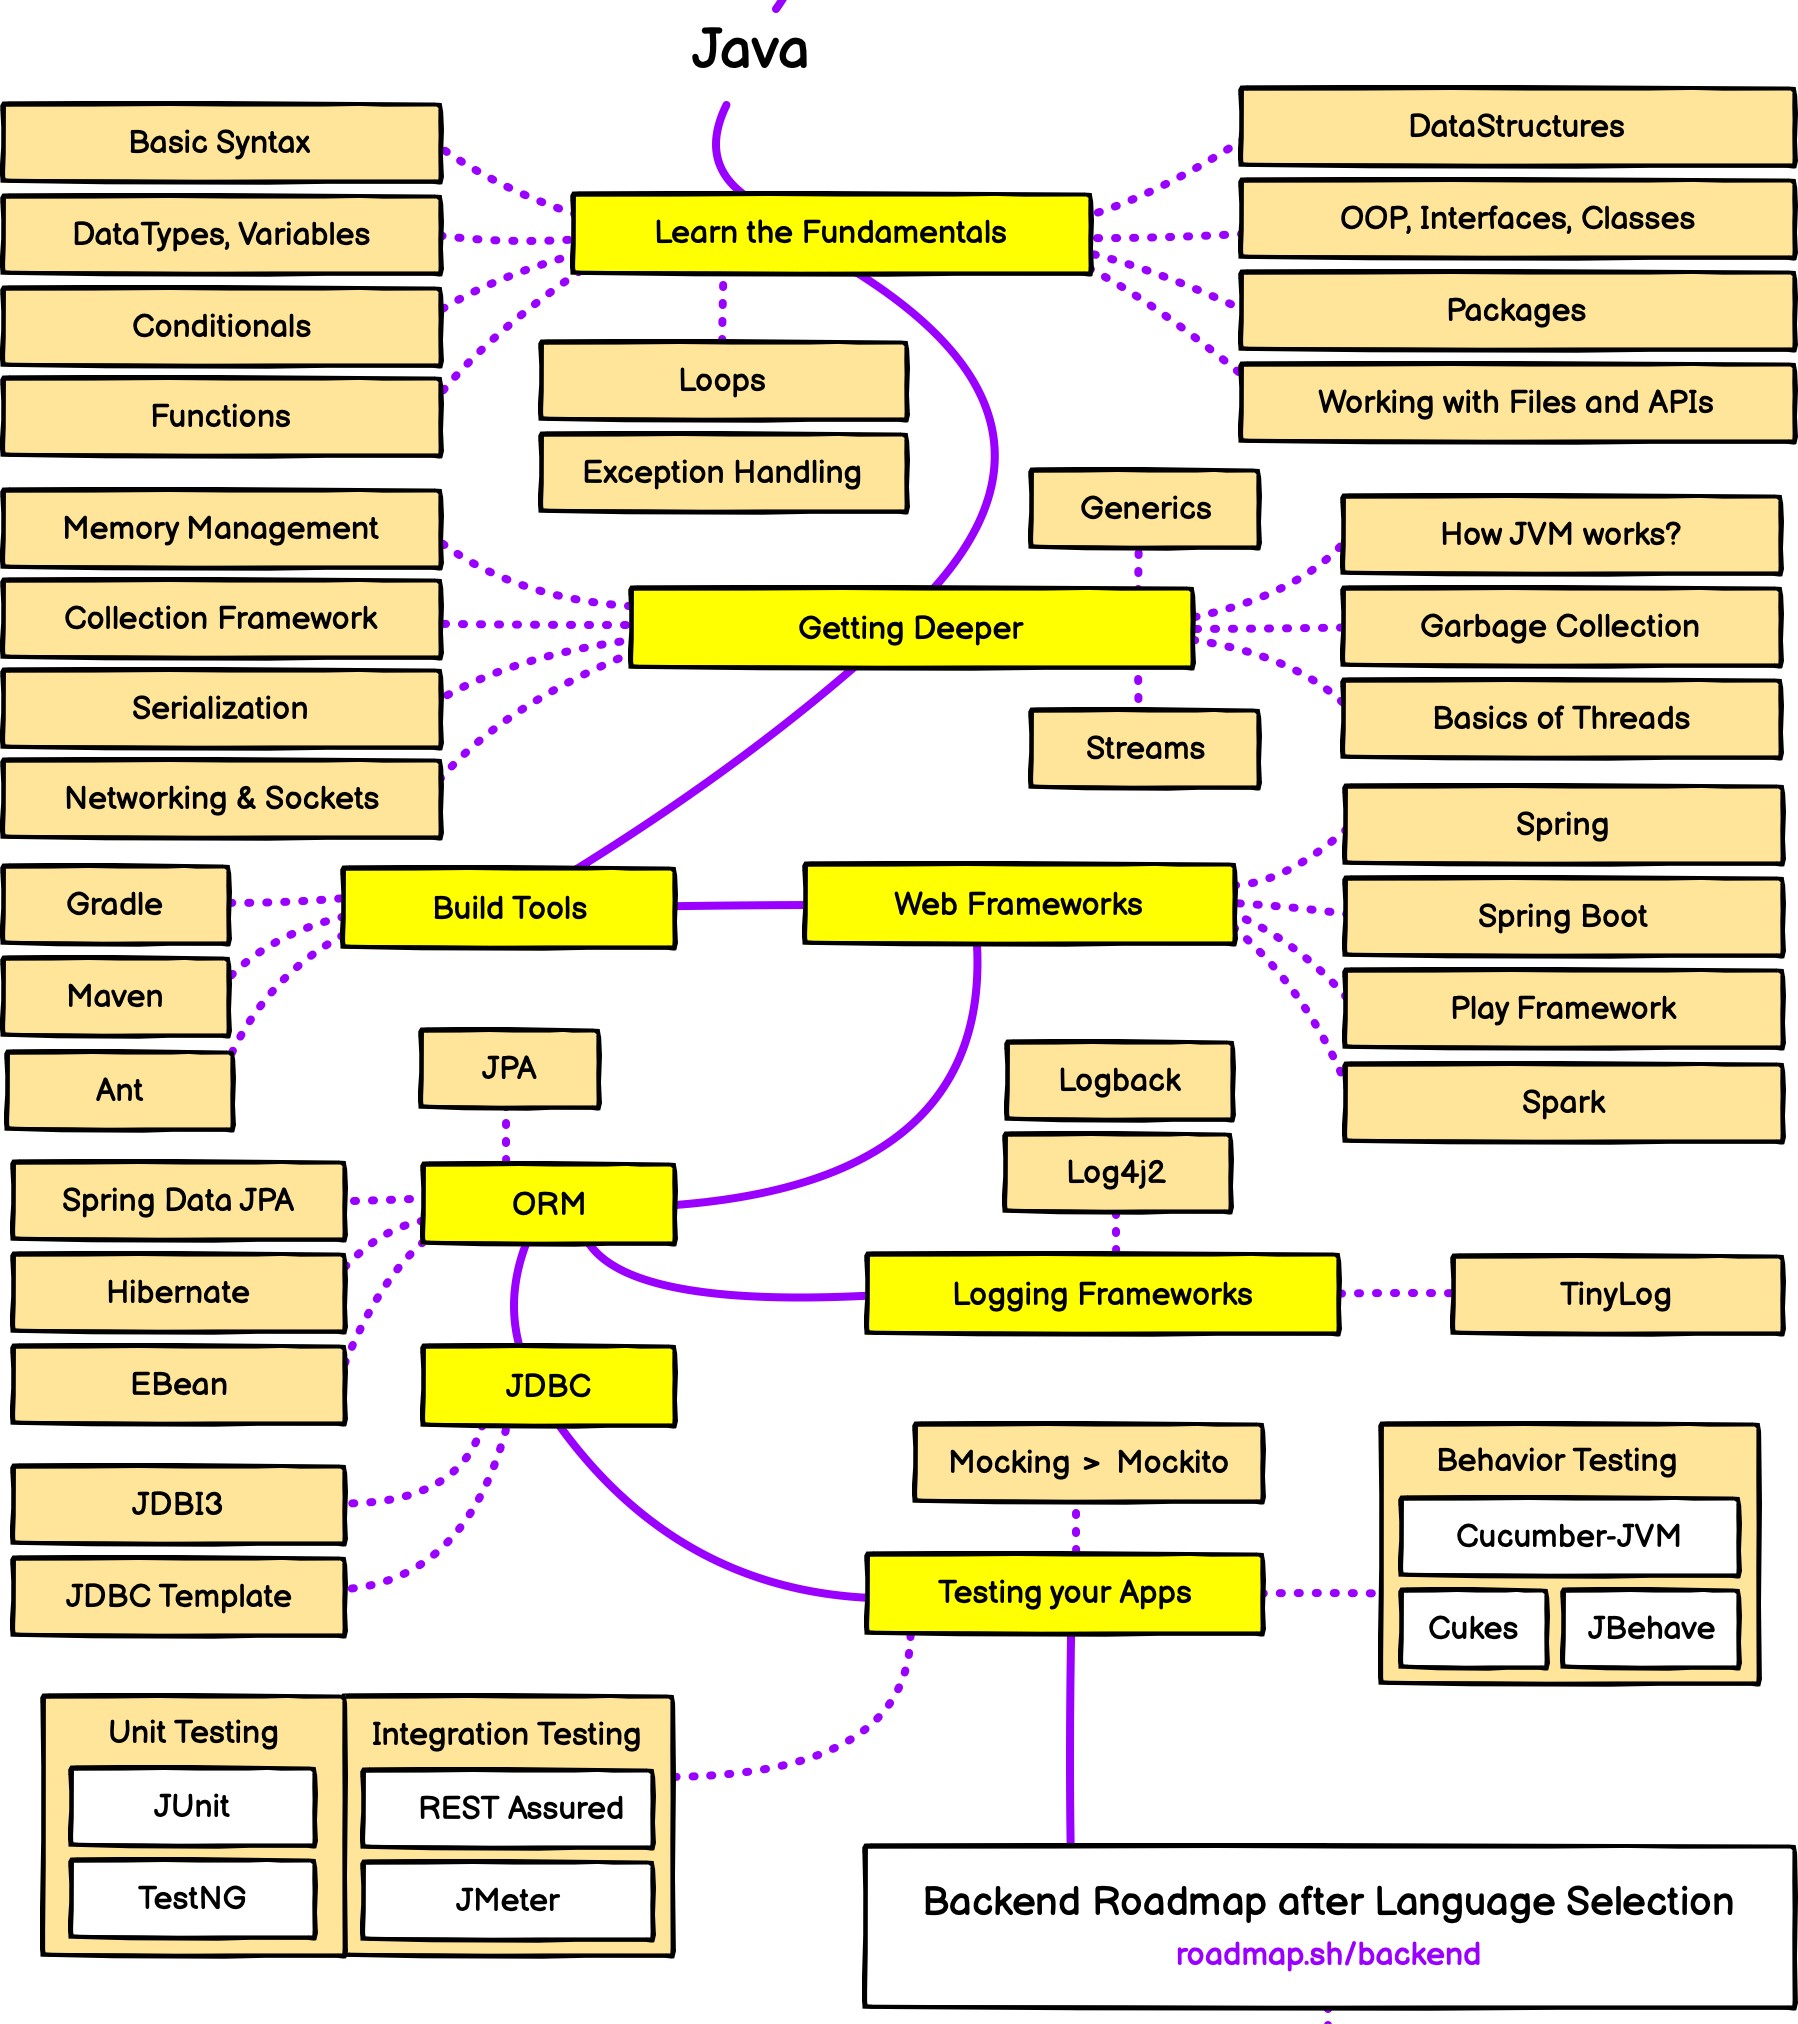 Java
Learn the Fundamentals
Basic Syntax
DataTypes, Variables
Conditionals
Functions
Loops
Exception Handling
DataStructures
OOP, Interfaces, Classes
Packages
Working with Files and APIs
Getting Deeper
Memory Management
Collection Framework
Serialization
Networking & Sockets
Generics
Streams
How JVM works?
Garbage Collection
Basics of Threads
Build Tools
Gradle
Maven
Ant
Web Frameworks
Spring
Spring Boot
Play Framework
Spark
ORM
JPA
Spring Data JPA
Hibernate
EBean
Logback
Log4j2
Logging Frameworks
TinyLog
JDBC
JDBI3
JDBC Template
Mocking > Mockito
Testing your Apps
Behavior Testing
Cucumber-JVM
Cukes
JBehave
Unit Testing
JUnit
TestNG
Integration Testing
REST Assured
JMeter
Backend Roadmap after Language Selection
roadmap.sh/backend